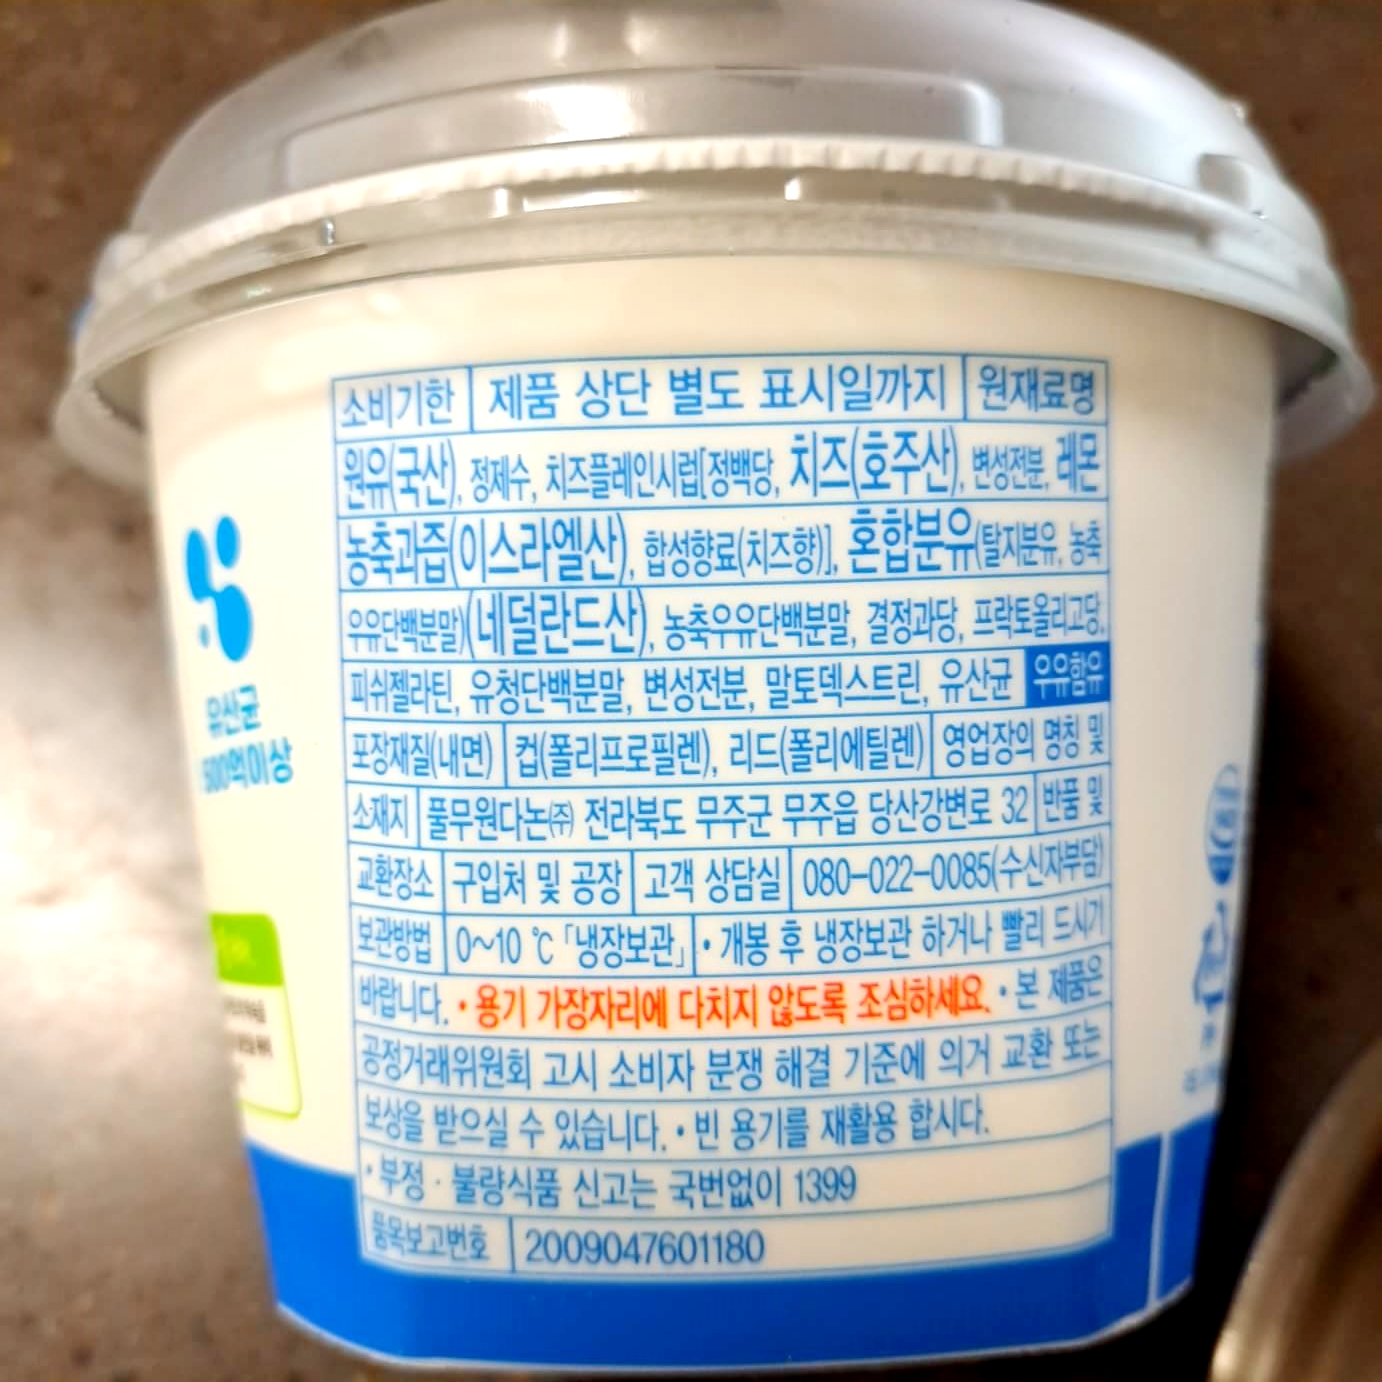 소비기한 제품 상단 별도 표시일까지 원재료명
원유(국산), 정제수, 치즈플레인시럽[정백당, 치즈(호주산), 변성전분, 레몬
농축과즙(이스라엘산), 합성향료(치즈향)], 혼합분유(탈지분유, 농축
우유단백분말)(네덜란드산), 농축우유단백분말, 결정과당, 프락토올리고당,
피쉬젤라틴, 유청단백분말, 변성전분, 말토덱스트린, 유산균 우유함유
포장재질(내면) 컵(폴리프로필렌), 리드(폴리에틸렌) 영업장의 명칭 및
소재지 풀무원다논㈜ 전라북도 무주군 무주읍 당산강변로 32 반품 및
교환장소 구입처 및 공장 고객 상담실 080-022-0085(수신자부담)
보관방법 0~10 ℃ 「냉장보관」 • 개봉 후 냉장보관 하거나 빨리 드시기
바랍니다. • 용기 가장자리에 다치지 않도록 조심하세요. • 본 제품은
공정거래위원회 고시 소비자 분쟁 해결 기준에 의거 교환 또는
보상을 받으실 수 있습니다. • 빈 용기를 재활용 합시다.
• 부정 · 불량식품 신고는 국번없이 1399
품목보고번호 2009047601180
유산균
500억이상